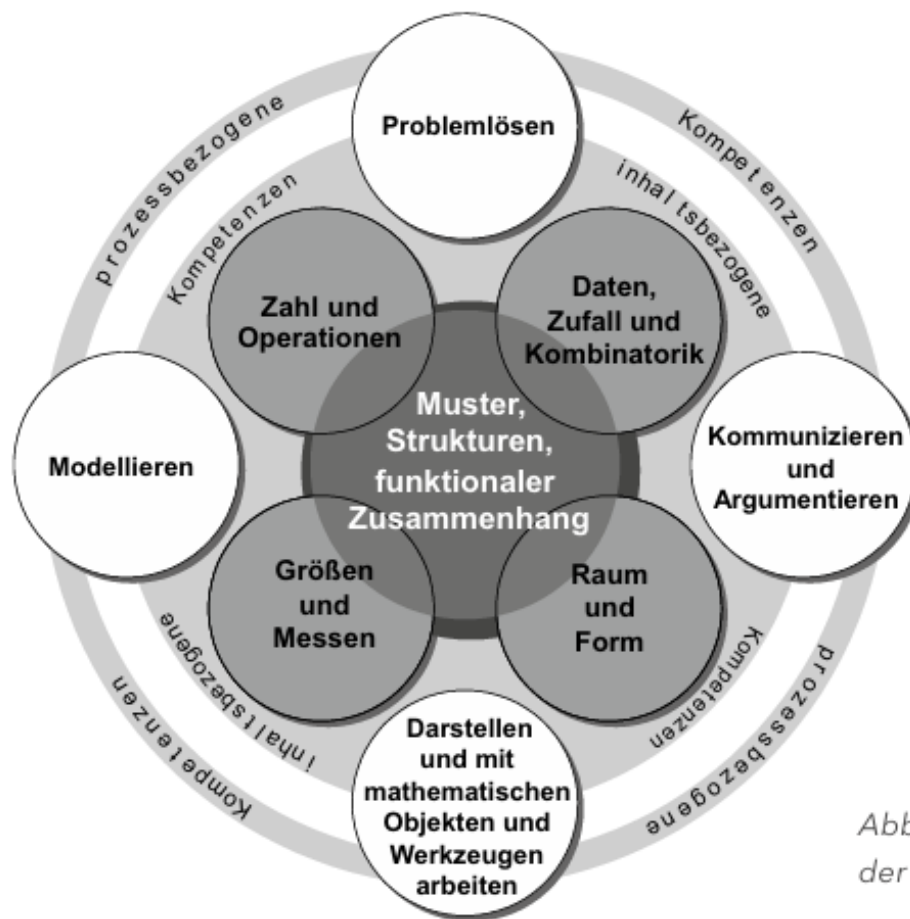 prozessbezogene
Kompetenzen
Problemlösen
Kompetenzen
inhaltsbezogene
Zahl und
Operationen
Daten,
Zufall und
Kombinatorik
Muster,
Strukturen,
funktionaler
Zusammenhang
Modellieren
Kommunizieren
und
Argumentieren
Größen
und
Messen
Raum
und
Form
inhaltsbezogene
Kompetenzen
Kompetenzen
prozessbezogene
Darstellen
und mit
mathematischen
Objekten und
Werkzeugen
arbeiten
Abb
der